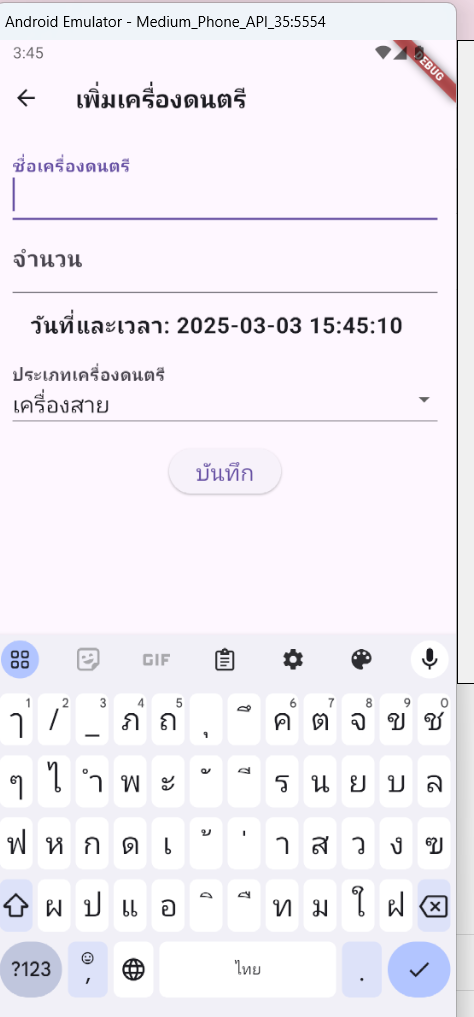 Android Emulator - Medium_Phone_API_35:5554
3:45
DEBUG
เพิ่มเครื่องดนตรี
ชื่อเครื่องดนตรี
จำนวน
วันที่และเวลา: 2025-03-03 15:45:10
ประเภทเครื่องดนตรี
เครื่องสาย
บันทึก
GIF
ๅ 1 / 2 _ 3 ภ 4 ถ 5 ุ ึ ค 6 ต 7 จ 8 ข 9 ช 0
ๆ ไ ำ พ ะ ั ี ร น ย บ ล
ฟ ห ก ด เ ้ ่ า ส ว ง ฃ
ผ ป แ อ ิ ื ท ม ใ ฝ
?123 , ไทย .